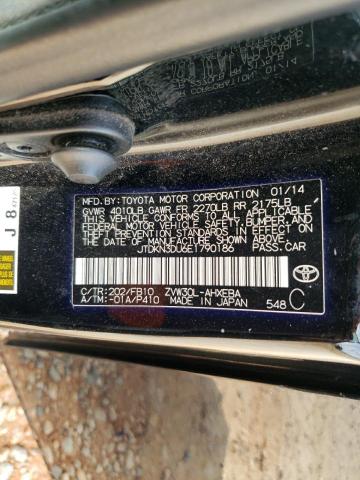 MFD.BY:TOYOTA MOTOR CORPORATION 01/14
GVWR 4010LB GAWR FR 2270LB RR 2175LB
THIS VEHICLE CONFORMS TO ALL APPLICABLE
FEDERAL MOTOR VEHICLE SAFETY, BUMPER, AND
THEFT PREVENTION STANDARDS IN EFFECT ON
THE DATE OF MANUFACTURE SHOWN ABOVE.
JTDKN3DU6E1790186 PASS.CAR
C/TR:202/FB10 ZVW30L-AHXEBA
A/TM:-01A/P410 MADE IN JAPAN 548 C
TOYOTA
J 8